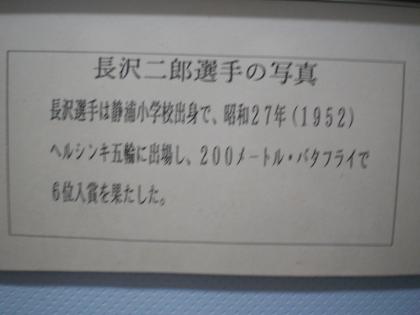 長沢二郎選手の写真
長沢選手は静浦小学校出身で、昭和27年(1952)
ヘルシンキ五輪に出場し、200メートル・バタフライで
6位入賞を果たした。